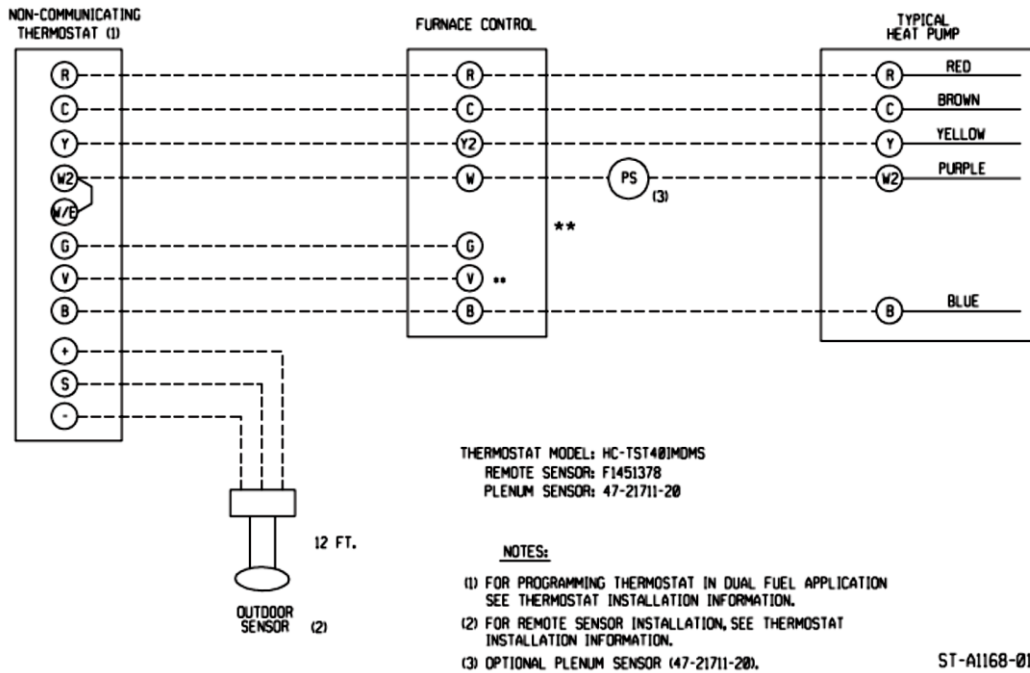 NON-COMMUNICATING
THERMOSTAT (1)
FURNACE CONTROL
TYPICAL
HEAT PUMP
R R R RED
C C C BROWN
Y Y2 Y YELLOW
W2 W PS (3) W2 PURPLE
W/E
**
G G
V V **
B B B BLUE
+
S
-
THERMOSTAT MODEL: HC-TST401MDMS
REMOTE SENSOR: F1451378
PLENUM SENSOR: 47-21711-20
12 FT.
OUTDOOR
SENSOR (2)
NOTES:
(1) FOR PROGRAMMING THERMOSTAT IN DUAL FUEL APPLICATION
SEE THERMOSTAT INSTALLATION INFORMATION.
(2) FOR REMOTE SENSOR INSTALLATION, SEE THERMOSTAT
INSTALLATION INFORMATION.
(3) OPTIONAL PLENUM SENSOR (47-21711-20).
ST-A1168-01